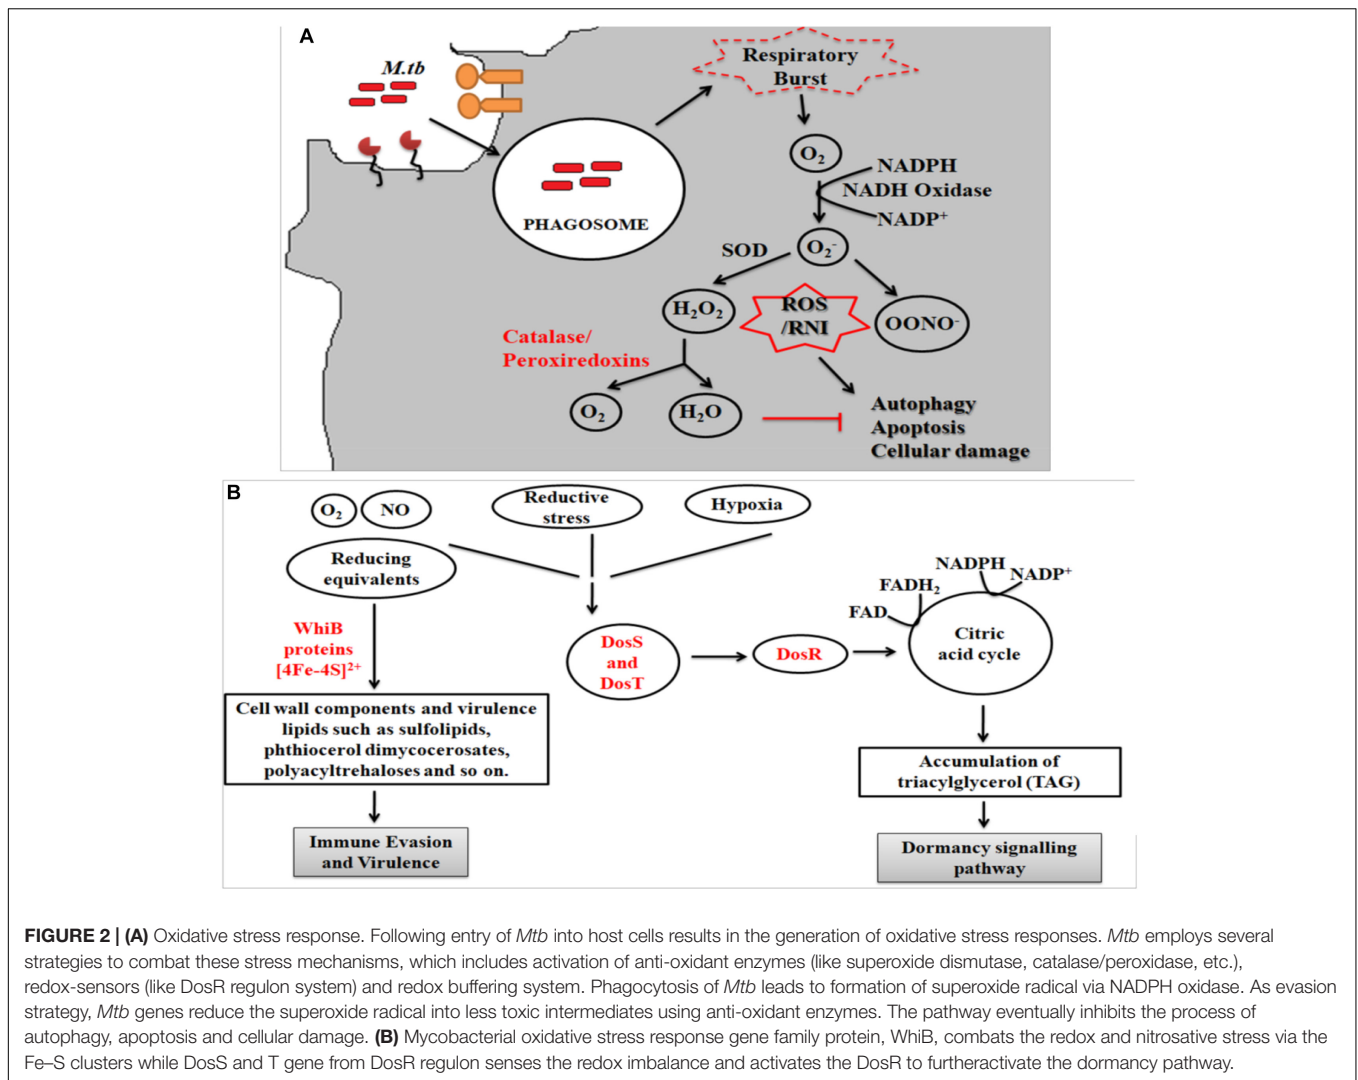 A
M.tb
Respiratory
Burst
PHAGOSOME
O2
NADPH
NADH Oxidase
NADP+
SOD
O2-
H2O2
ROS
/RNI
OONO-
Catalase/
Peroxiredoxins
O2
H2O
Autophagy
Apoptosis
Cellular damage
B
O2
NO
Reducing
equivalents
Reductive
stress
Hypoxia
WhiB
proteins
[4Fe-4S]2+
DosS
and
DosT
DosR
NADPH
NADP+
FADH2
FAD
Citric
acid cycle
Cell wall components and virulence
lipids such as sulfolipids,
phthiocerol dimycocerosates,
polyacyltrehaloses and so on.
Accumulation of
triacylglycerol (TAG)
Immune Evasion
and Virulence
Dormancy signalling
pathway
FIGURE 2 | (A) Oxidative stress response. Following entry of Mtb into host cells results in the generation of oxidative stress responses. Mtb employs several
strategies to combat these stress mechanisms, which includes activation of anti-oxidant enzymes (like superoxide dismutase, catalase/peroxidase, etc.),
redox-sensors (like DosR regulon system) and redox buffering system. Phagocytosis of Mtb leads to formation of superoxide radical via NADPH oxidase. As evasion
strategy, Mtb genes reduce the superoxide radical into less toxic intermediates using anti-oxidant enzymes. The pathway eventually inhibits the process of
autophagy, apoptosis and cellular damage. (B) Mycobacterial oxidative stress response gene family protein, WhiB, combats the redox and nitrosative stress via the
Fe–S clusters while DosS and T gene from DosR regulon senses the redox imbalance and activates the DosR to furtheractivate the dormancy pathway.